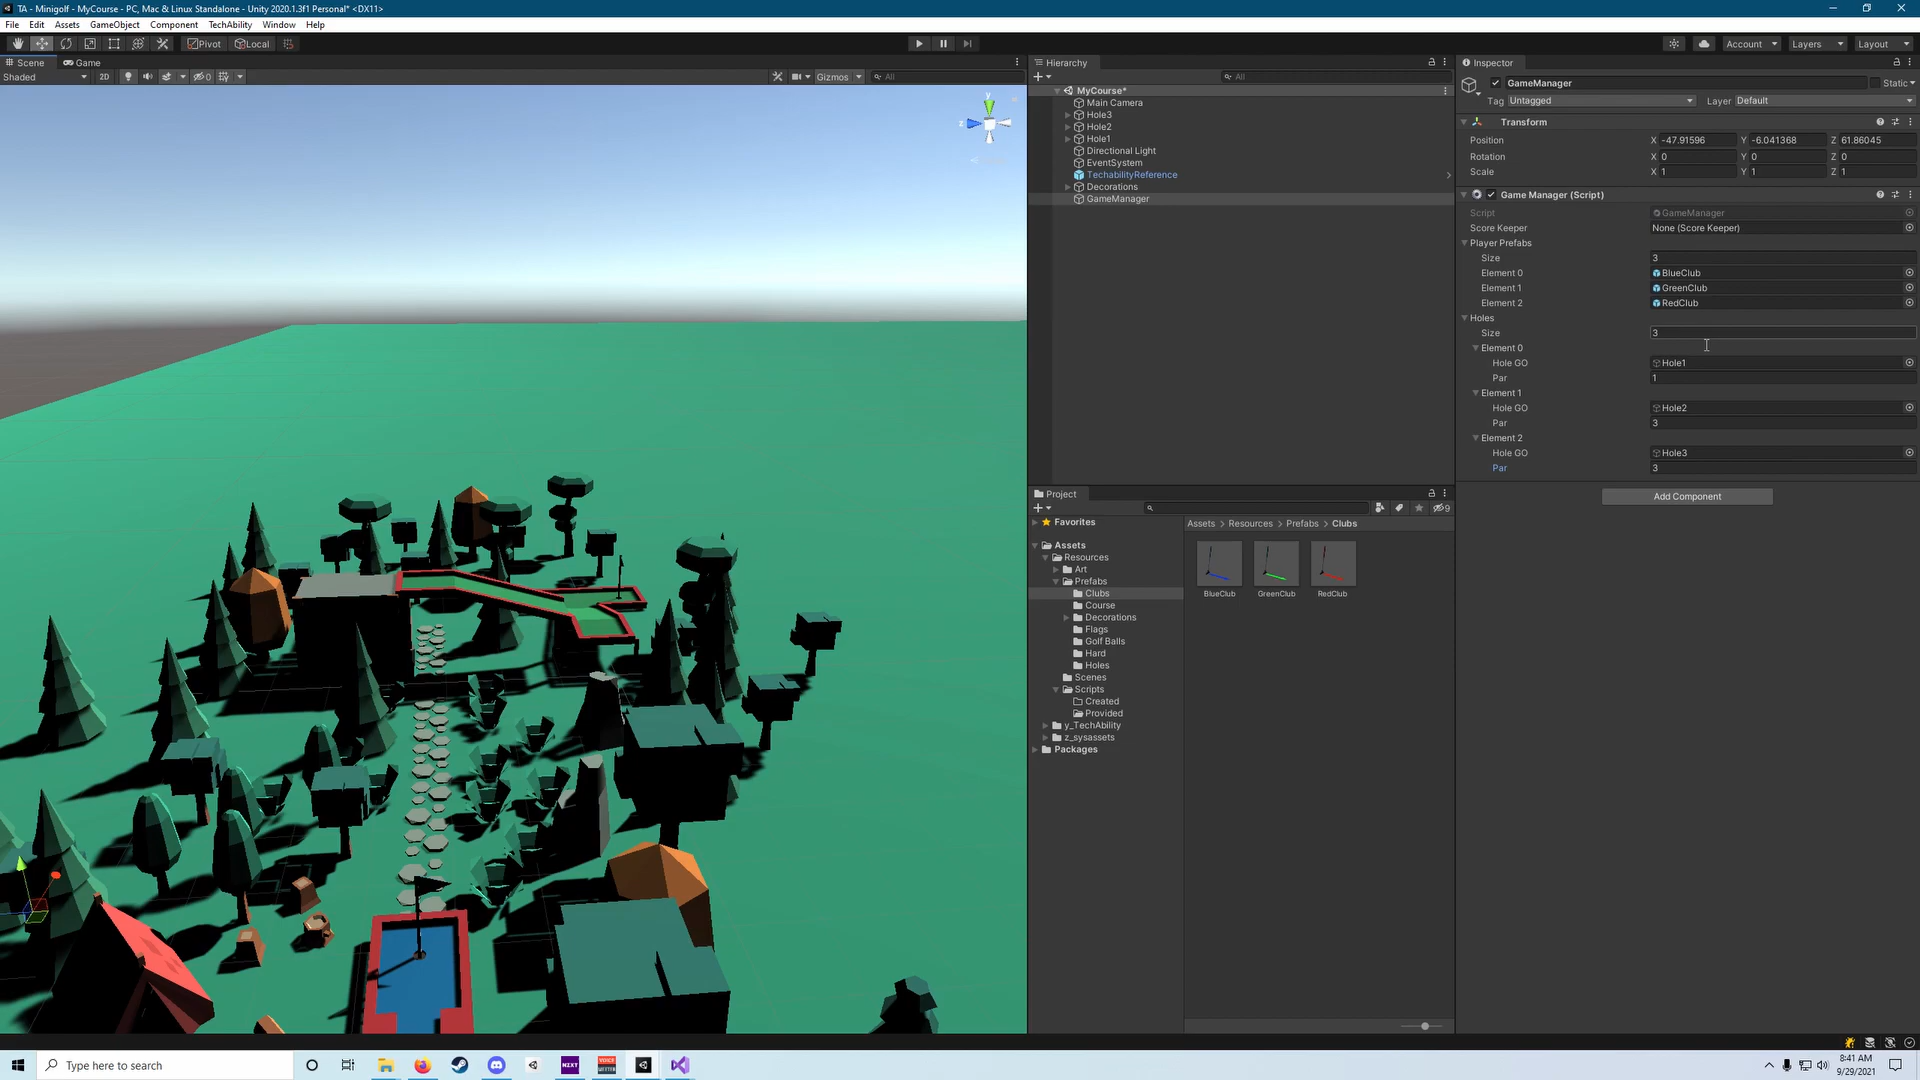 TA - Minigolf - MyCourse - PC, Mac & Linux Standalone - Unity 2020.1.3f1 Personal* <DX11>
File Edit Assets GameObject Component TechAbility Window Help
Pivot Local Account Layers Layout
Scene Game
Shaded 2D 0 Gizmos All
y
z
Hierarchy
All
MyCourse*
Main Camera
Hole3
Hole2
Hole1
Directional Light
EventSystem
TechabilityReference
Decorations
GameManager
Project
9
Favorites
Assets
Resources
Art
Prefabs
Clubs
Course
Decorations
Flags
Golf Balls
Hard
Holes
Scenes
Scripts
Created
Provided
y_TechAbility
z_sysassets
Packages
Assets > Resources > Prefabs > Clubs
BlueClub GreenClub RedClub
Inspector
GameManager Static
Tag Untagged Layer Default
Transform
Position X -47.91596 Y -6.041368 Z 61.86045
Rotation X 0 Y 0 Z 0
Scale X 1 Y 1 Z 1
Game Manager (Script)
Script GameManager
Score Keeper None (Score Keeper)
Player Prefabs
Size 3
Element 0 BlueClub
Element 1 GreenClub
Element 2 RedClub
Holes
Size 3
Element 0
Hole GO Hole1
Par 1
Element 1
Hole GO Hole2
Par 3
Element 2
Hole GO Hole3
Par 3
Add Component
Type here to search
NZXT
8:41 AM
9/29/2021